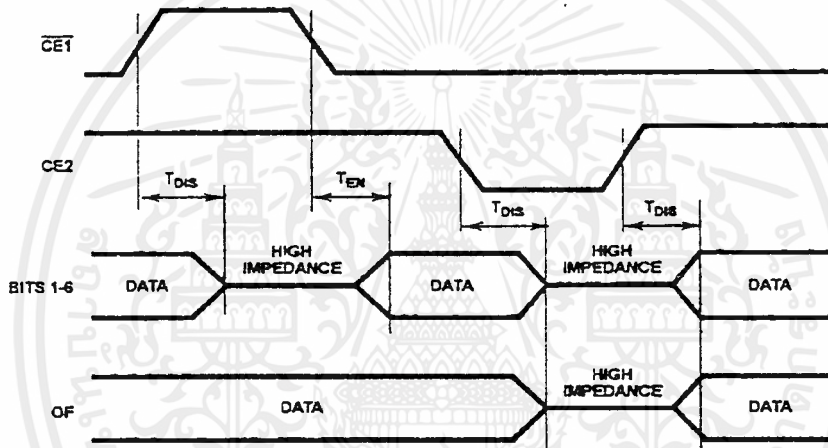 CE1
CE2
TDIS
TEN
TDIS
TDIS
BITS 1-6
DATA
HIGH IMPEDANCE
DATA
HIGH IMPEDANCE
DATA
OF
DATA
HIGH IMPEDANCE
DATA